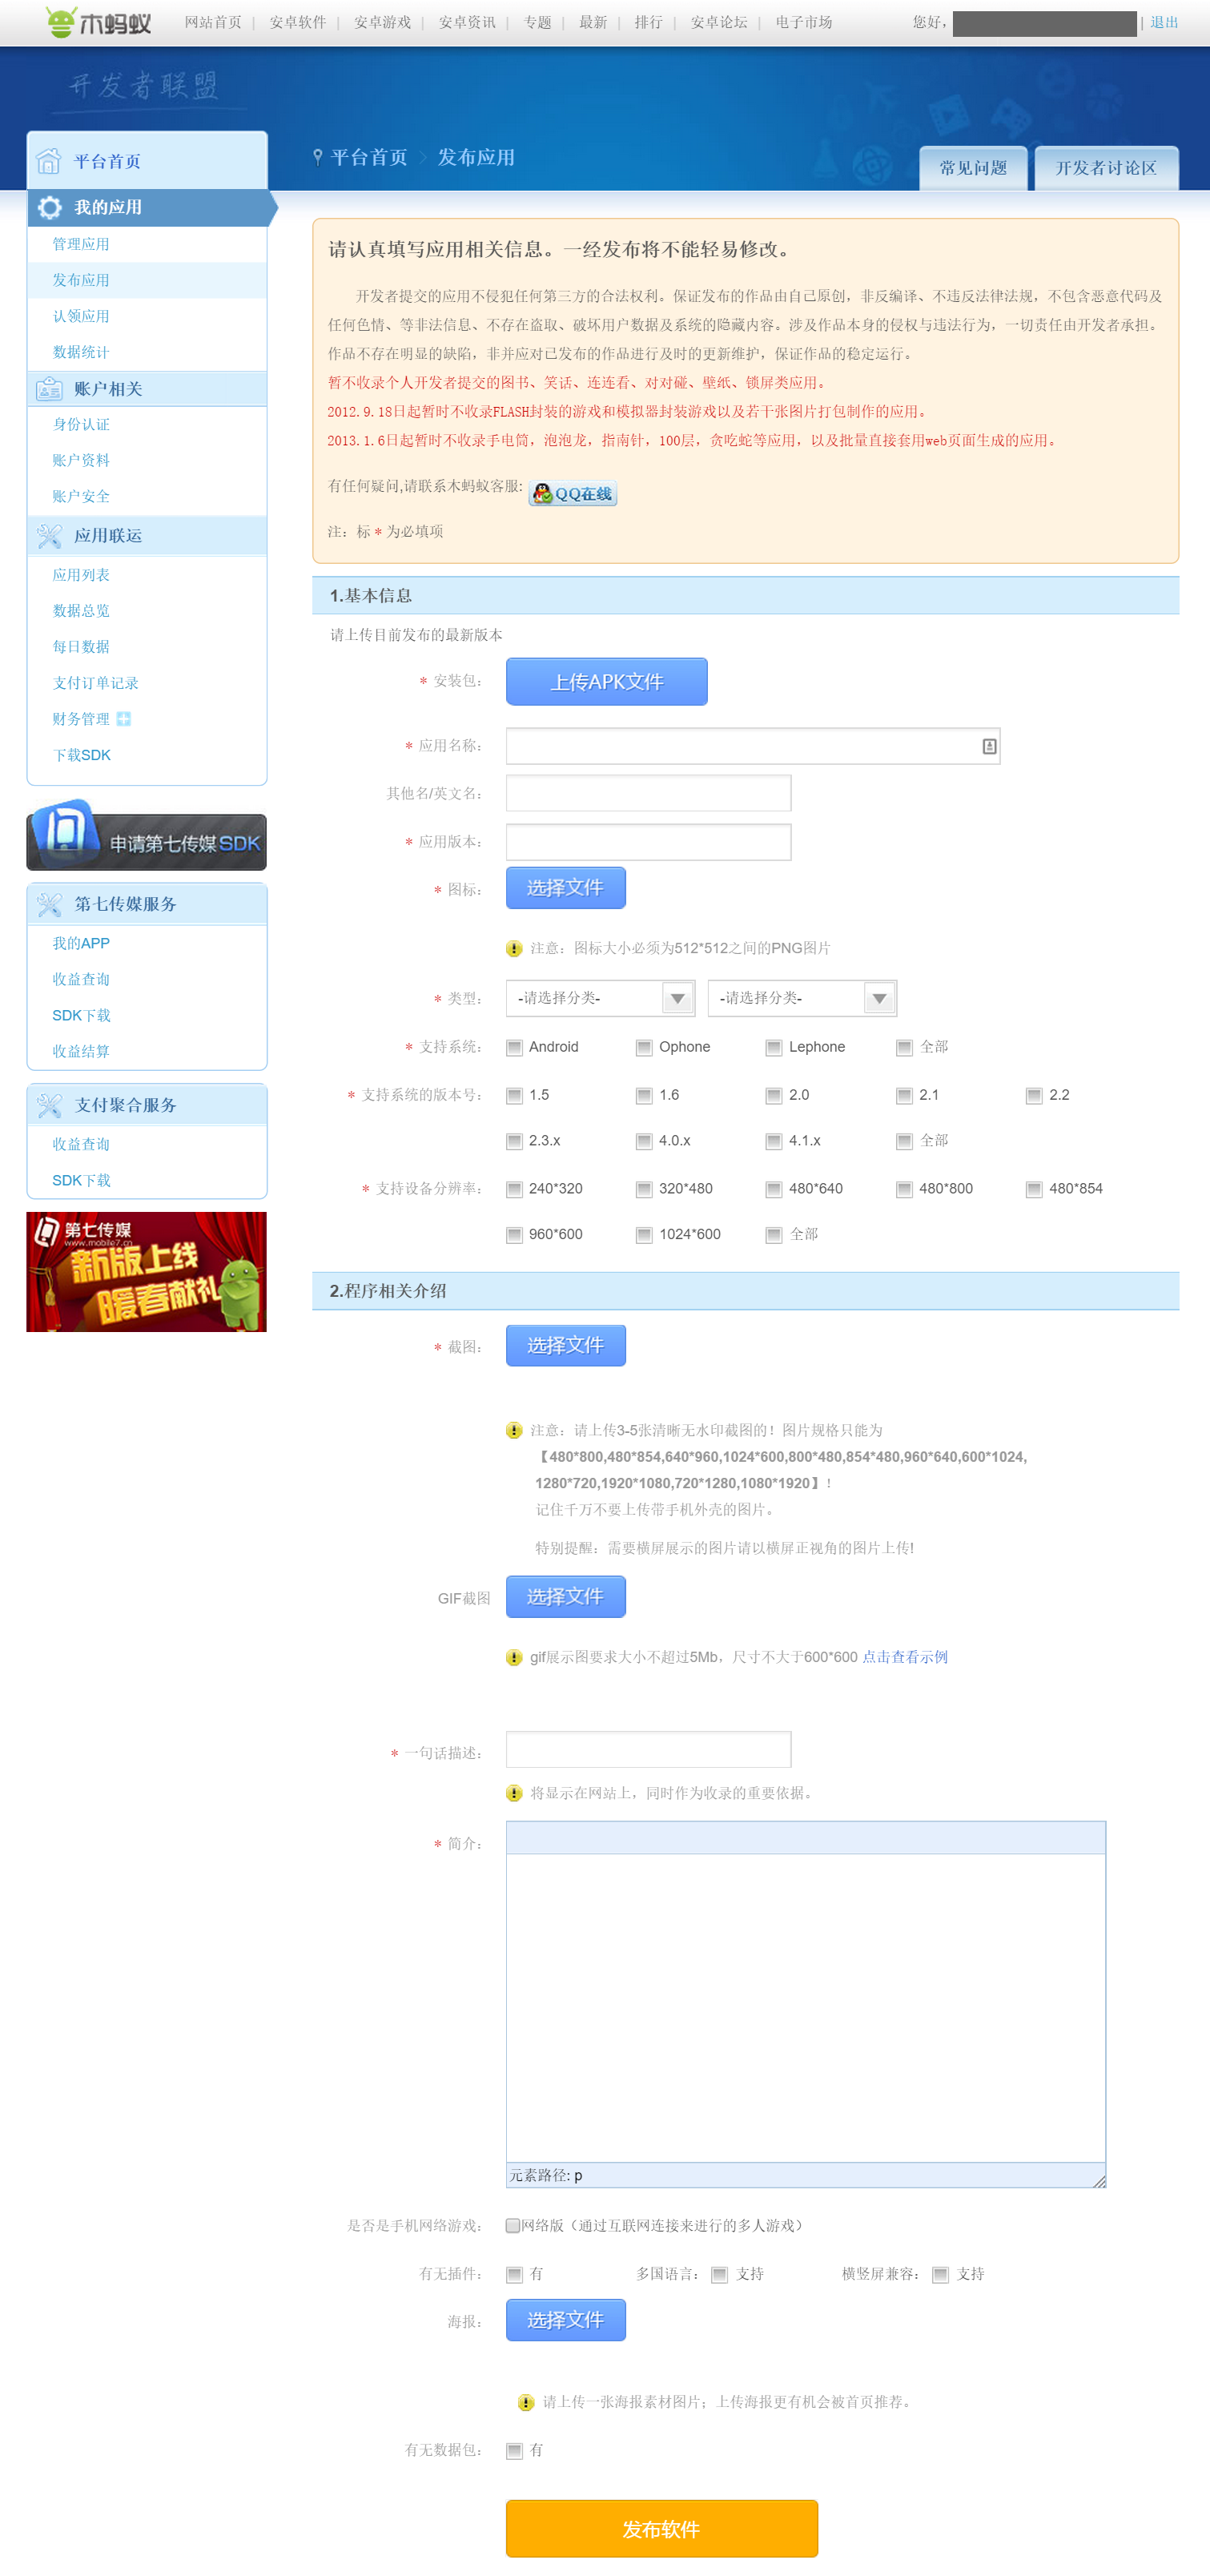 木蚂蚁 网站首页 | 安卓软件 | 安卓游戏 | 安卓资讯 | 专题 | 最新 | 排行 | 安卓论坛 | 电子市场 您好, | 退出
开发者联盟
平台首页 > 发布应用
常见问题 开发者讨论区
平台首页
我的应用
管理应用
发布应用
认领应用
数据统计
账户相关
身份认证
账户资料
账户安全
应用联运
应用列表
数据总览
每日数据
支付订单记录
财务管理
下载SDK
申请第七传媒SDK
第七传媒服务
我的APP
收益查询
SDK下载
收益结算
支付聚合服务
收益查询
SDK下载
第七传媒
www.mobile7.cn
新版上线
暖春献礼
请认真填写应用相关信息。一经发布将不能轻易修改。
开发者提交的应用不侵犯任何第三方的合法权利。保证发布的作品由自己原创，非反编译、不违反法律法规，不包含恶意代码及
任何色情、等非法信息、不存在盗取、破坏用户数据及系统的隐藏内容。涉及作品本身的侵权与违法行为，一切责任由开发者承担。
作品不存在明显的缺陷，非并应对已发布的作品进行及时的更新维护，保证作品的稳定运行。
暂不收录个人开发者提交的图书、笑话、连连看、对对碰、壁纸、锁屏类应用。
2012.9.18日起暂时不收录FLASH封装的游戏和模拟器封装游戏以及若干张图片打包制作的应用。
2013.1.6日起暂时不收录手电筒，泡泡龙，指南针，100层，贪吃蛇等应用，以及批量直接套用web页面生成的应用。
有任何疑问,请联系木蚂蚁客服: QQ在线
注：标 * 为必填项
1.基本信息
请上传目前发布的最新版本
* 安装包： 上传APK文件
* 应用名称：
其他名/英文名：
* 应用版本：
* 图标： 选择文件
注意：图标大小必须为512*512之间的PNG图片
* 类型： -请选择分类- -请选择分类-
* 支持系统： Android Ophone Lephone 全部
* 支持系统的版本号： 1.5 1.6 2.0 2.1 2.2
2.3.x 4.0.x 4.1.x 全部
* 支持设备分辨率： 240*320 320*480 480*640 480*800 480*854
960*600 1024*600 全部
2.程序相关介绍
* 截图： 选择文件
注意：请上传3-5张清晰无水印截图的！图片规格只能为
【480*800,480*854,640*960,1024*600,800*480,854*480,960*640,600*1024,
1280*720,1920*1080,720*1280,1080*1920】！
记住千万不要上传带手机外壳的图片。
特别提醒：需要横屏展示的图片请以横屏正视角的图片上传!
GIF截图 选择文件
gif展示图要求大小不超过5Mb，尺寸不大于600*600 点击查看示例
* 一句话描述：
将显示在网站上，同时作为收录的重要依据。
* 简介：
元素路径: p
是否是手机网络游戏： 网络版（通过互联网连接来进行的多人游戏）
有无插件： 有 多国语言： 支持 横竖屏兼容： 支持
海报： 选择文件
请上传一张海报素材图片；上传海报更有机会被首页推荐。
有无数据包： 有
发布软件